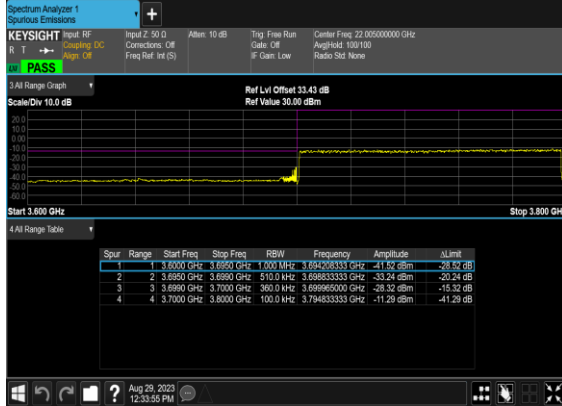 Spectrum Analyzer 1
Spurious Emissions
+
KEYSIGHT Input: RF Input Z: 50 Ω Atten: 10 dB Trig: Free Run Center Freq: 22.005000000 GHz
R T Coupling: DC Corrections: Off Gate: Off Avg|Hold: 100/100
Align: Off Freq Ref: Int (S) IF Gain: Low Radio Std: None
PASS
3 All Range Graph
Ref Lvl Offset 33.43 dB
Scale/Div 10.0 dB Ref Value 30.00 dBm
20.0
10.0
0.00
-10.0
-20.0
-30.0
-40.0
-50.0
-60.0
Start 3.600 GHz Stop 3.800 GH
4 All Range Table
Spur Range Start Freq Stop Freq RBW Frequency Amplitude ΔLimit
1 1 3.6000 GHz 3.6950 GHz 1.000 MHz 3.694208333 GHz -41.52 dBm -28.52 dB
2 2 3.6950 GHz 3.6990 GHz 510.0 kHz 3.698833333 GHz -33.24 dBm -20.24 dB
3 3 3.6990 GHz 3.7000 GHz 360.0 kHz 3.699965000 GHz -28.32 dBm -15.32 dB
4 4 3.7000 GHz 3.8000 GHz 100.0 kHz 3.794833333 GHz -11.29 dBm -41.29 dB
? Aug 29, 2023
12:33:55 PM